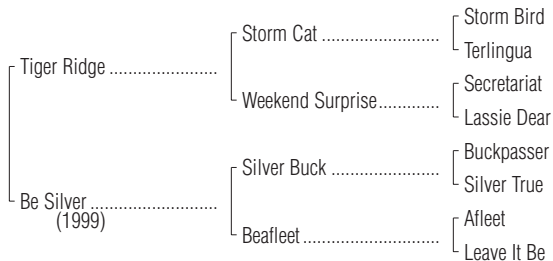 Storm Bird
Storm Cat ........................
Terlingua
Tiger Ridge ......................
Secretariat
Weekend Surprise.............
Lassie Dear
Buckpasser
Silver Buck ......................
Silver True
Be Silver ..........................
(1999)
Afleet
Beafleet ............................
Leave It Be